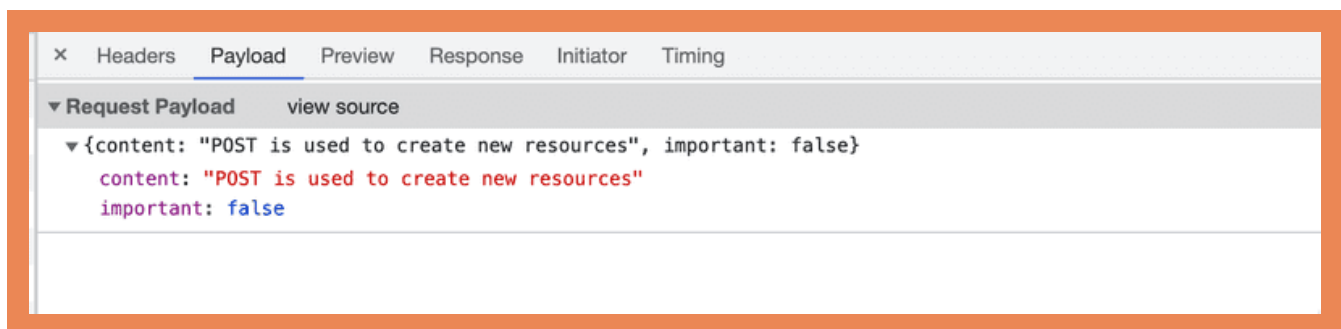 × Headers Payload Preview Response Initiator Timing
▼ Request Payload view source
▼ {content: "POST is used to create new resources", important: false}
content: "POST is used to create new resources"
important: false